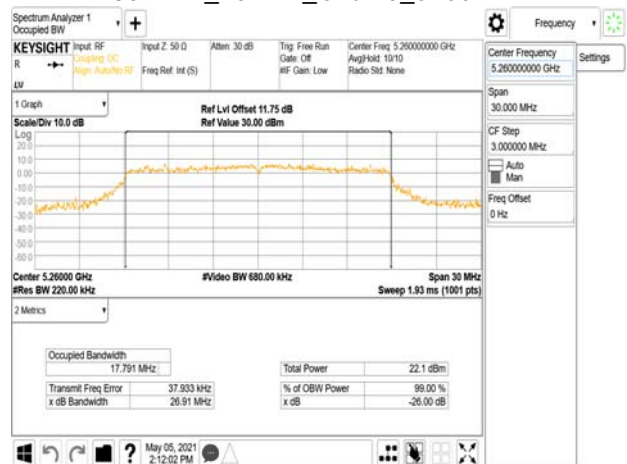 Spectrum Analyzer 1
Occupied BW
Frequency
KEYSIGHT
Input: RF
Coupling: DC
Align: Auto/No RF
Input Z: 50 Ω
Freq Ref: Int (S)
Atten: 30 dB
Trig: Free Run
Gate: Off
#IF Gain: Low
Center Freq: 5.260000000 GHz
Avg|Hold: 10/10
Radio Std: None
R
Center Frequency
5.260000000 GHz
Settings
Span
30.000 MHz
CF Step
3.000000 MHz
Auto
Man
Freq Offset
0 Hz
1 Graph
Scale/Div 10.0 dB
Ref Lvl Offset 11.75 dB
Ref Value 30.00 dBm
Log
20.0
10.0
0.00
-10.0
-20.0
-30.0
-40.0
-50.0
-60.0
Center 5.26000 GHz
#Video BW 680.00 kHz
Span 30 MHz
#Res BW 220.00 kHz
Sweep 1.93 ms (1001 pts)
2 Metrics
Occupied Bandwidth
17.791 MHz
Total Power 22.1 dBm
Transmit Freq Error 37.933 kHz
% of OBW Power 99.00 %
x dB Bandwidth 26.91 MHz
x dB -26.00 dB
May 05, 2021
2:12:02 PM